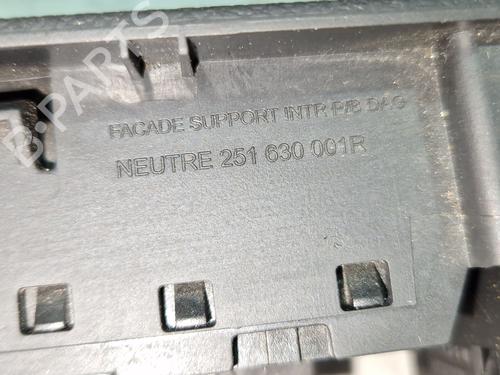 B-PARTS
FACADE SUPPORT INTR P/B DAG
NEUTRE 251 630 001R